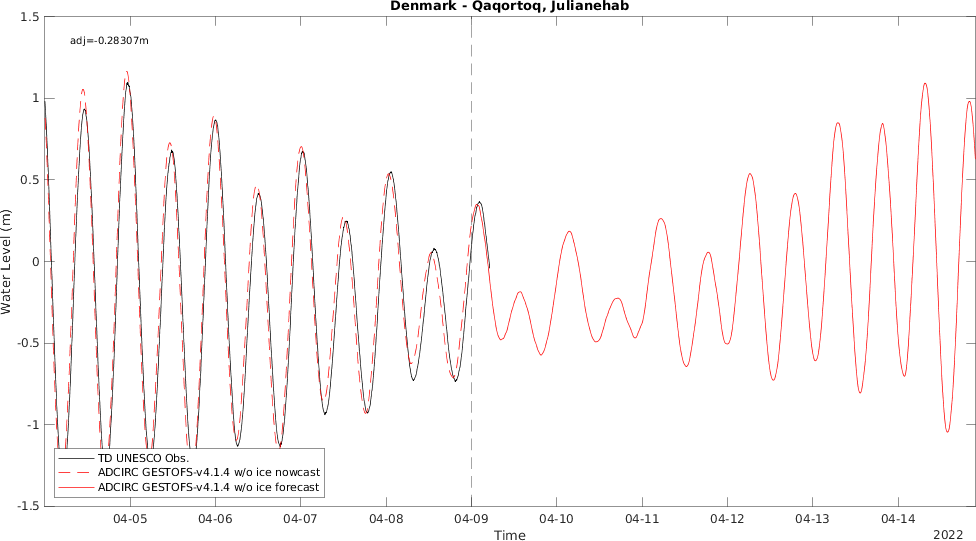 Denmark - Qaqortoq, Julianehab
adj=-0.28307m
1.5
1
0.5
0
-0.5
-1
-1.5
Water Level (m)
TD UNESCO Obs.
ADCIRC GESTOFS-v4.1.4 w/o ice nowcast
ADCIRC GESTOFS-v4.1.4 w/o ice forecast
04-05 04-06 04-07 04-08 04-09 04-10 04-11 04-12 04-13 04-14
Time
2022